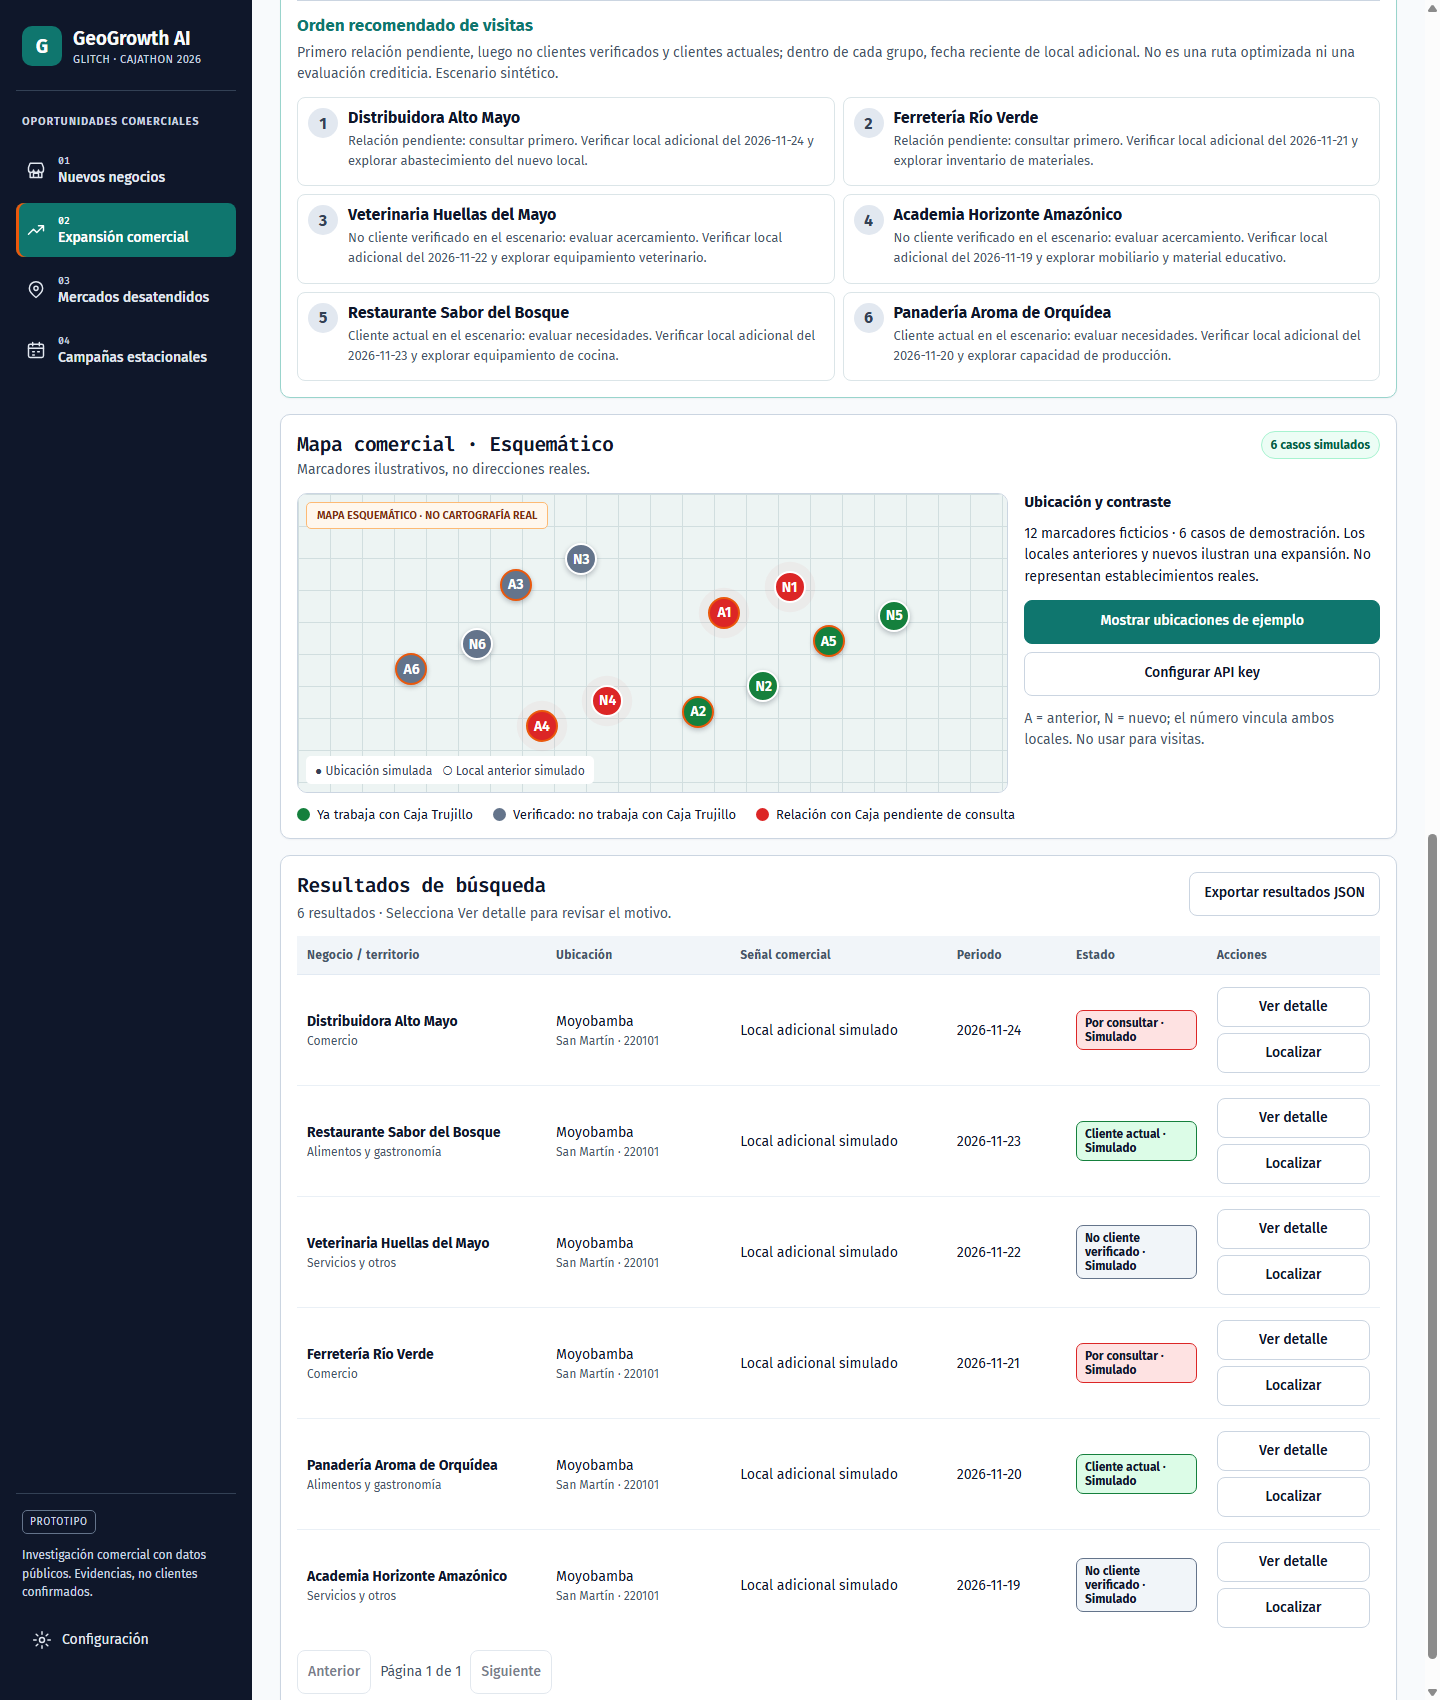 G
GeoGrowth AI
GLITCH · CAJATHON 2026
OPORTUNIDADES COMERCIALES
01
Nuevos negocios
02
Expansión comercial
03
Mercados desatendidos
04
Campañas estacionales
PROTOTIPO
Investigación comercial con datos
públicos. Evidencias, no clientes
confirmados.
Configuración
Orden recomendado de visitas
Primero relación pendiente, luego no clientes verificados y clientes actuales; dentro de cada grupo, fecha reciente de local adicional. No es una ruta optimizada ni una
evaluación crediticia. Escenario sintético.
1
Distribuidora Alto Mayo
Relación pendiente: consultar primero. Verificar local adicional del 2026-11-24 y
explorar abastecimiento del nuevo local.
2
Ferretería Río Verde
Relación pendiente: consultar primero. Verificar local adicional del 2026-11-21 y
explorar inventario de materiales.
3
Veterinaria Huellas del Mayo
No cliente verificado en el escenario: evaluar acercamiento. Verificar local
adicional del 2026-11-22 y explorar equipamiento veterinario.
4
Academia Horizonte Amazónico
No cliente verificado en el escenario: evaluar acercamiento. Verificar local
adicional del 2026-11-19 y explorar mobiliario y material educativo.
5
Restaurante Sabor del Bosque
Cliente actual en el escenario: evaluar necesidades. Verificar local adicional del
2026-11-23 y explorar equipamiento de cocina.
6
Panadería Aroma de Orquídea
Cliente actual en el escenario: evaluar necesidades. Verificar local adicional del
2026-11-20 y explorar capacidad de producción.
Mapa comercial · Esquemático
Marcadores ilustrativos, no direcciones reales.
6 casos simulados
MAPA ESQUEMÁTICO · NO CARTOGRAFÍA REAL
N3
A3
N1
A1
N5
A5
N6
A6
N2
N4
A2
A4
● Ubicación simulada ○ Local anterior simulado
Ubicación y contraste
12 marcadores ficticios · 6 casos de demostración. Los
locales anteriores y nuevos ilustran una expansión. No
representan establecimientos reales.
Mostrar ubicaciones de ejemplo
Configurar API key
A = anterior, N = nuevo; el número vincula ambos
locales. No usar para visitas.
Ya trabaja con Caja Trujillo
Verificado: no trabaja con Caja Trujillo
Relación con Caja pendiente de consulta
Resultados de búsqueda
6 resultados · Selecciona Ver detalle para revisar el motivo.
Exportar resultados JSON
Negocio / territorio Ubicación Señal comercial Periodo Estado Acciones
Distribuidora Alto Mayo
Comercio
Moyobamba
San Martín · 220101
Local adicional simulado
2026-11-24
Por consultar ·
Simulado
Ver detalle
Localizar
Restaurante Sabor del Bosque
Alimentos y gastronomía
Moyobamba
San Martín · 220101
Local adicional simulado
2026-11-23
Cliente actual ·
Simulado
Ver detalle
Localizar
Veterinaria Huellas del Mayo
Servicios y otros
Moyobamba
San Martín · 220101
Local adicional simulado
2026-11-22
No cliente
verificado ·
Simulado
Ver detalle
Localizar
Ferretería Río Verde
Comercio
Moyobamba
San Martín · 220101
Local adicional simulado
2026-11-21
Por consultar ·
Simulado
Ver detalle
Localizar
Panadería Aroma de Orquídea
Alimentos y gastronomía
Moyobamba
San Martín · 220101
Local adicional simulado
2026-11-20
Cliente actual ·
Simulado
Ver detalle
Localizar
Academia Horizonte Amazónico
Servicios y otros
Moyobamba
San Martín · 220101
Local adicional simulado
2026-11-19
No cliente
verificado ·
Simulado
Ver detalle
Localizar
Anterior
Página 1 de 1
Siguiente